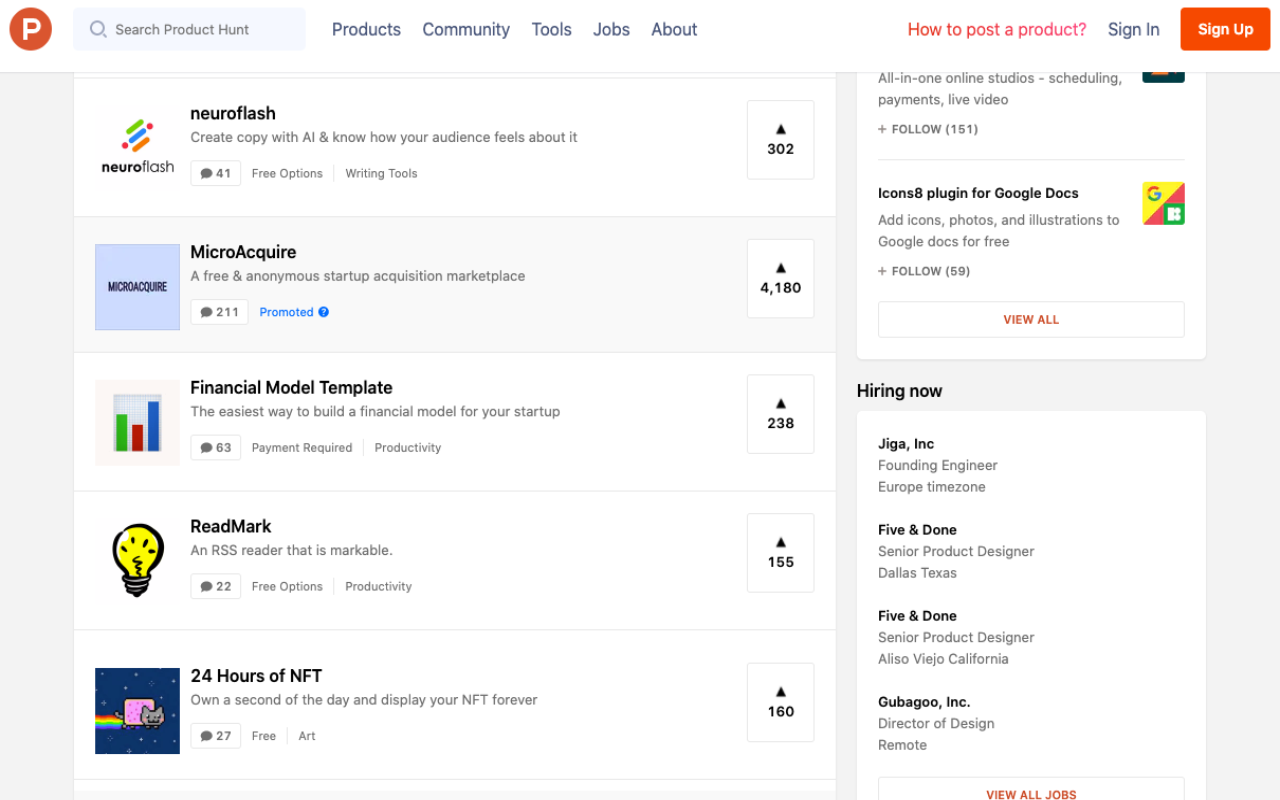 P
Search Product Hunt
Products
Community
Tools
Jobs
About
How to post a product?
Sign In
Sign Up
neuroflash
neuroflash
Create copy with AI & know how your audience feels about it
41
Free Options
Writing Tools
302
MICROACQUIRE
MicroAcquire
A free & anonymous startup acquisition marketplace
211
Promoted ?
4,180
Financial Model Template
The easiest way to build a financial model for your startup
63
Payment Required
Productivity
238
ReadMark
An RSS reader that is markable.
22
Free Options
Productivity
155
24 Hours of NFT
Own a second of the day and display your NFT forever
27
Free
Art
160
All-in-one online studios - scheduling,
payments, live video
+ FOLLOW (151)
Icons8 plugin for Google Docs
G
Add icons, photos, and illustrations to
Google docs for free
+ FOLLOW (59)
VIEW ALL
Hiring now
Jiga, Inc
Founding Engineer
Europe timezone
Five & Done
Senior Product Designer
Dallas Texas
Five & Done
Senior Product Designer
Aliso Viejo California
Gubagoo, Inc.
Director of Design
Remote
VIEW ALL JOBS